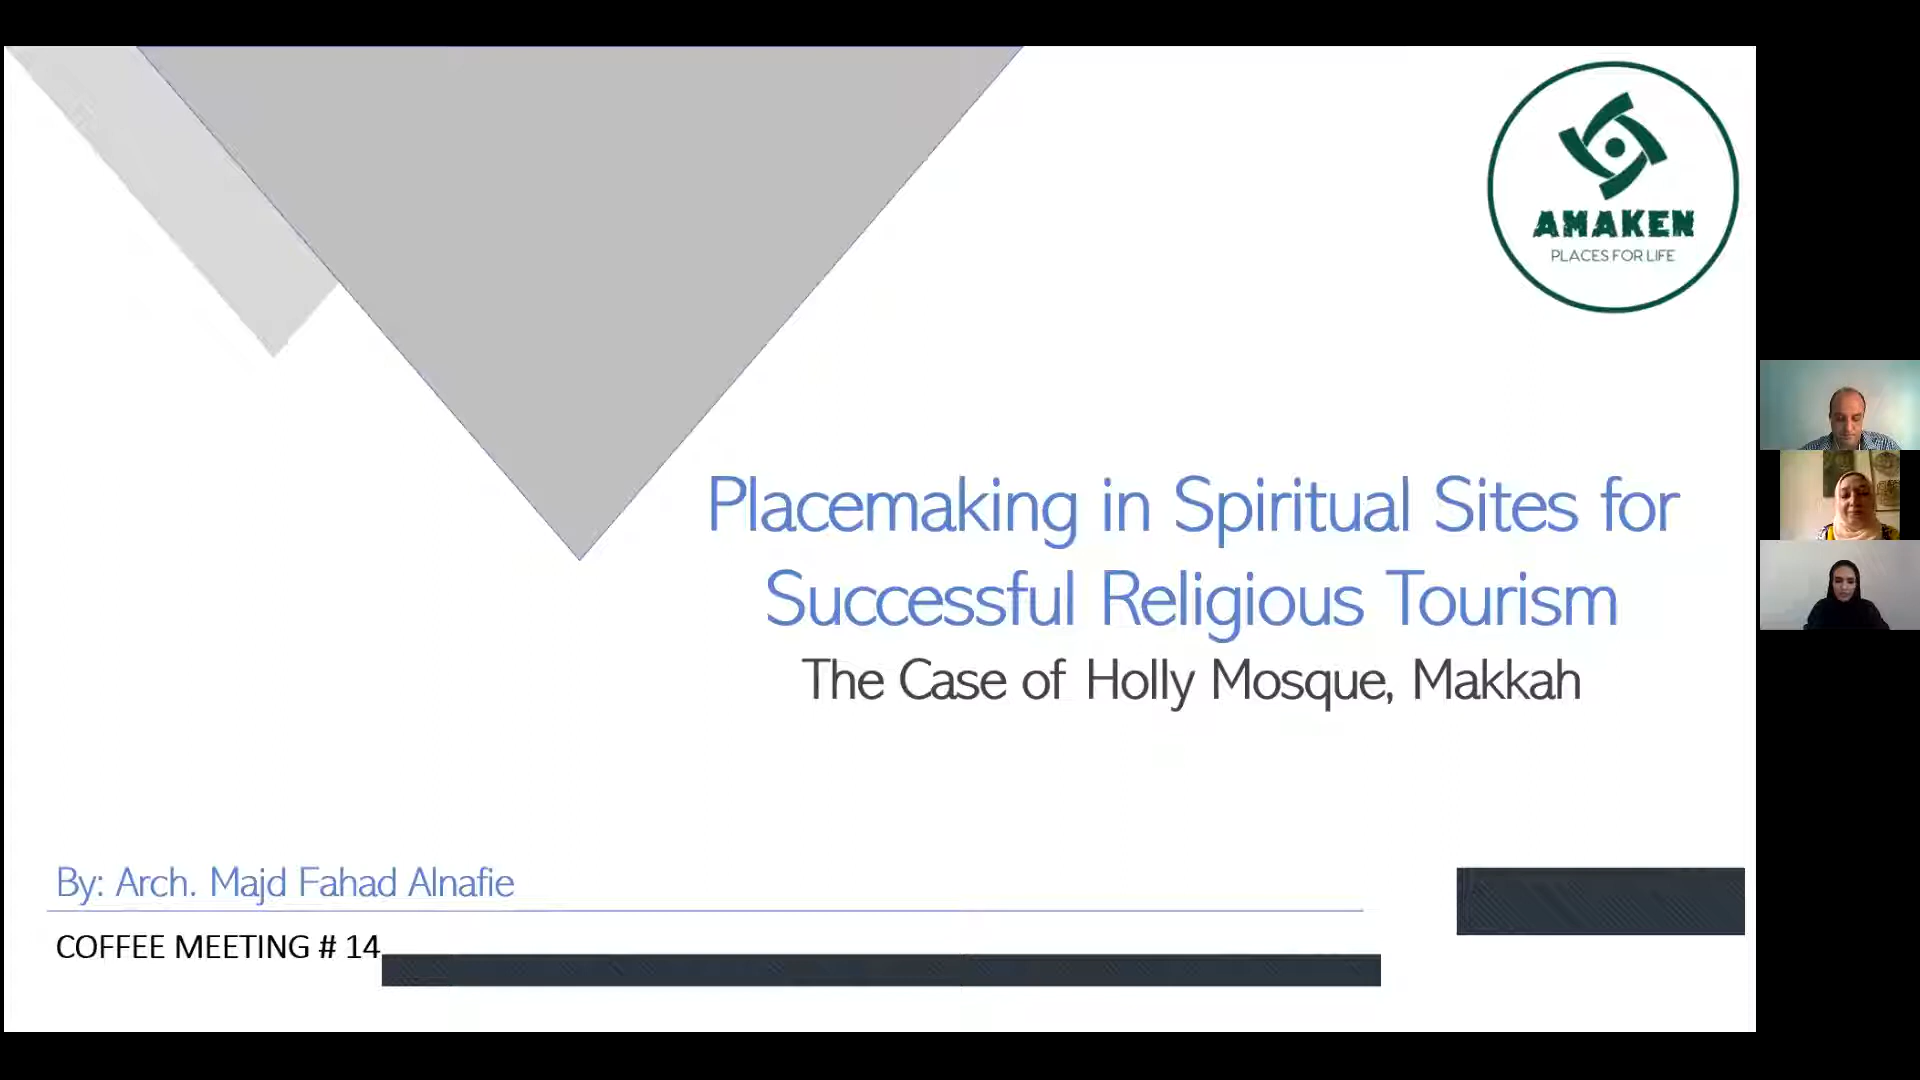 AMAKEN
PLACES FOR LIFE
Placemaking in Spiritual Sites for
Successful Religious Tourism
The Case of Holly Mosque, Makkah
By: Arch. Majd Fahad Alnafie
COFFEE MEETING # 14